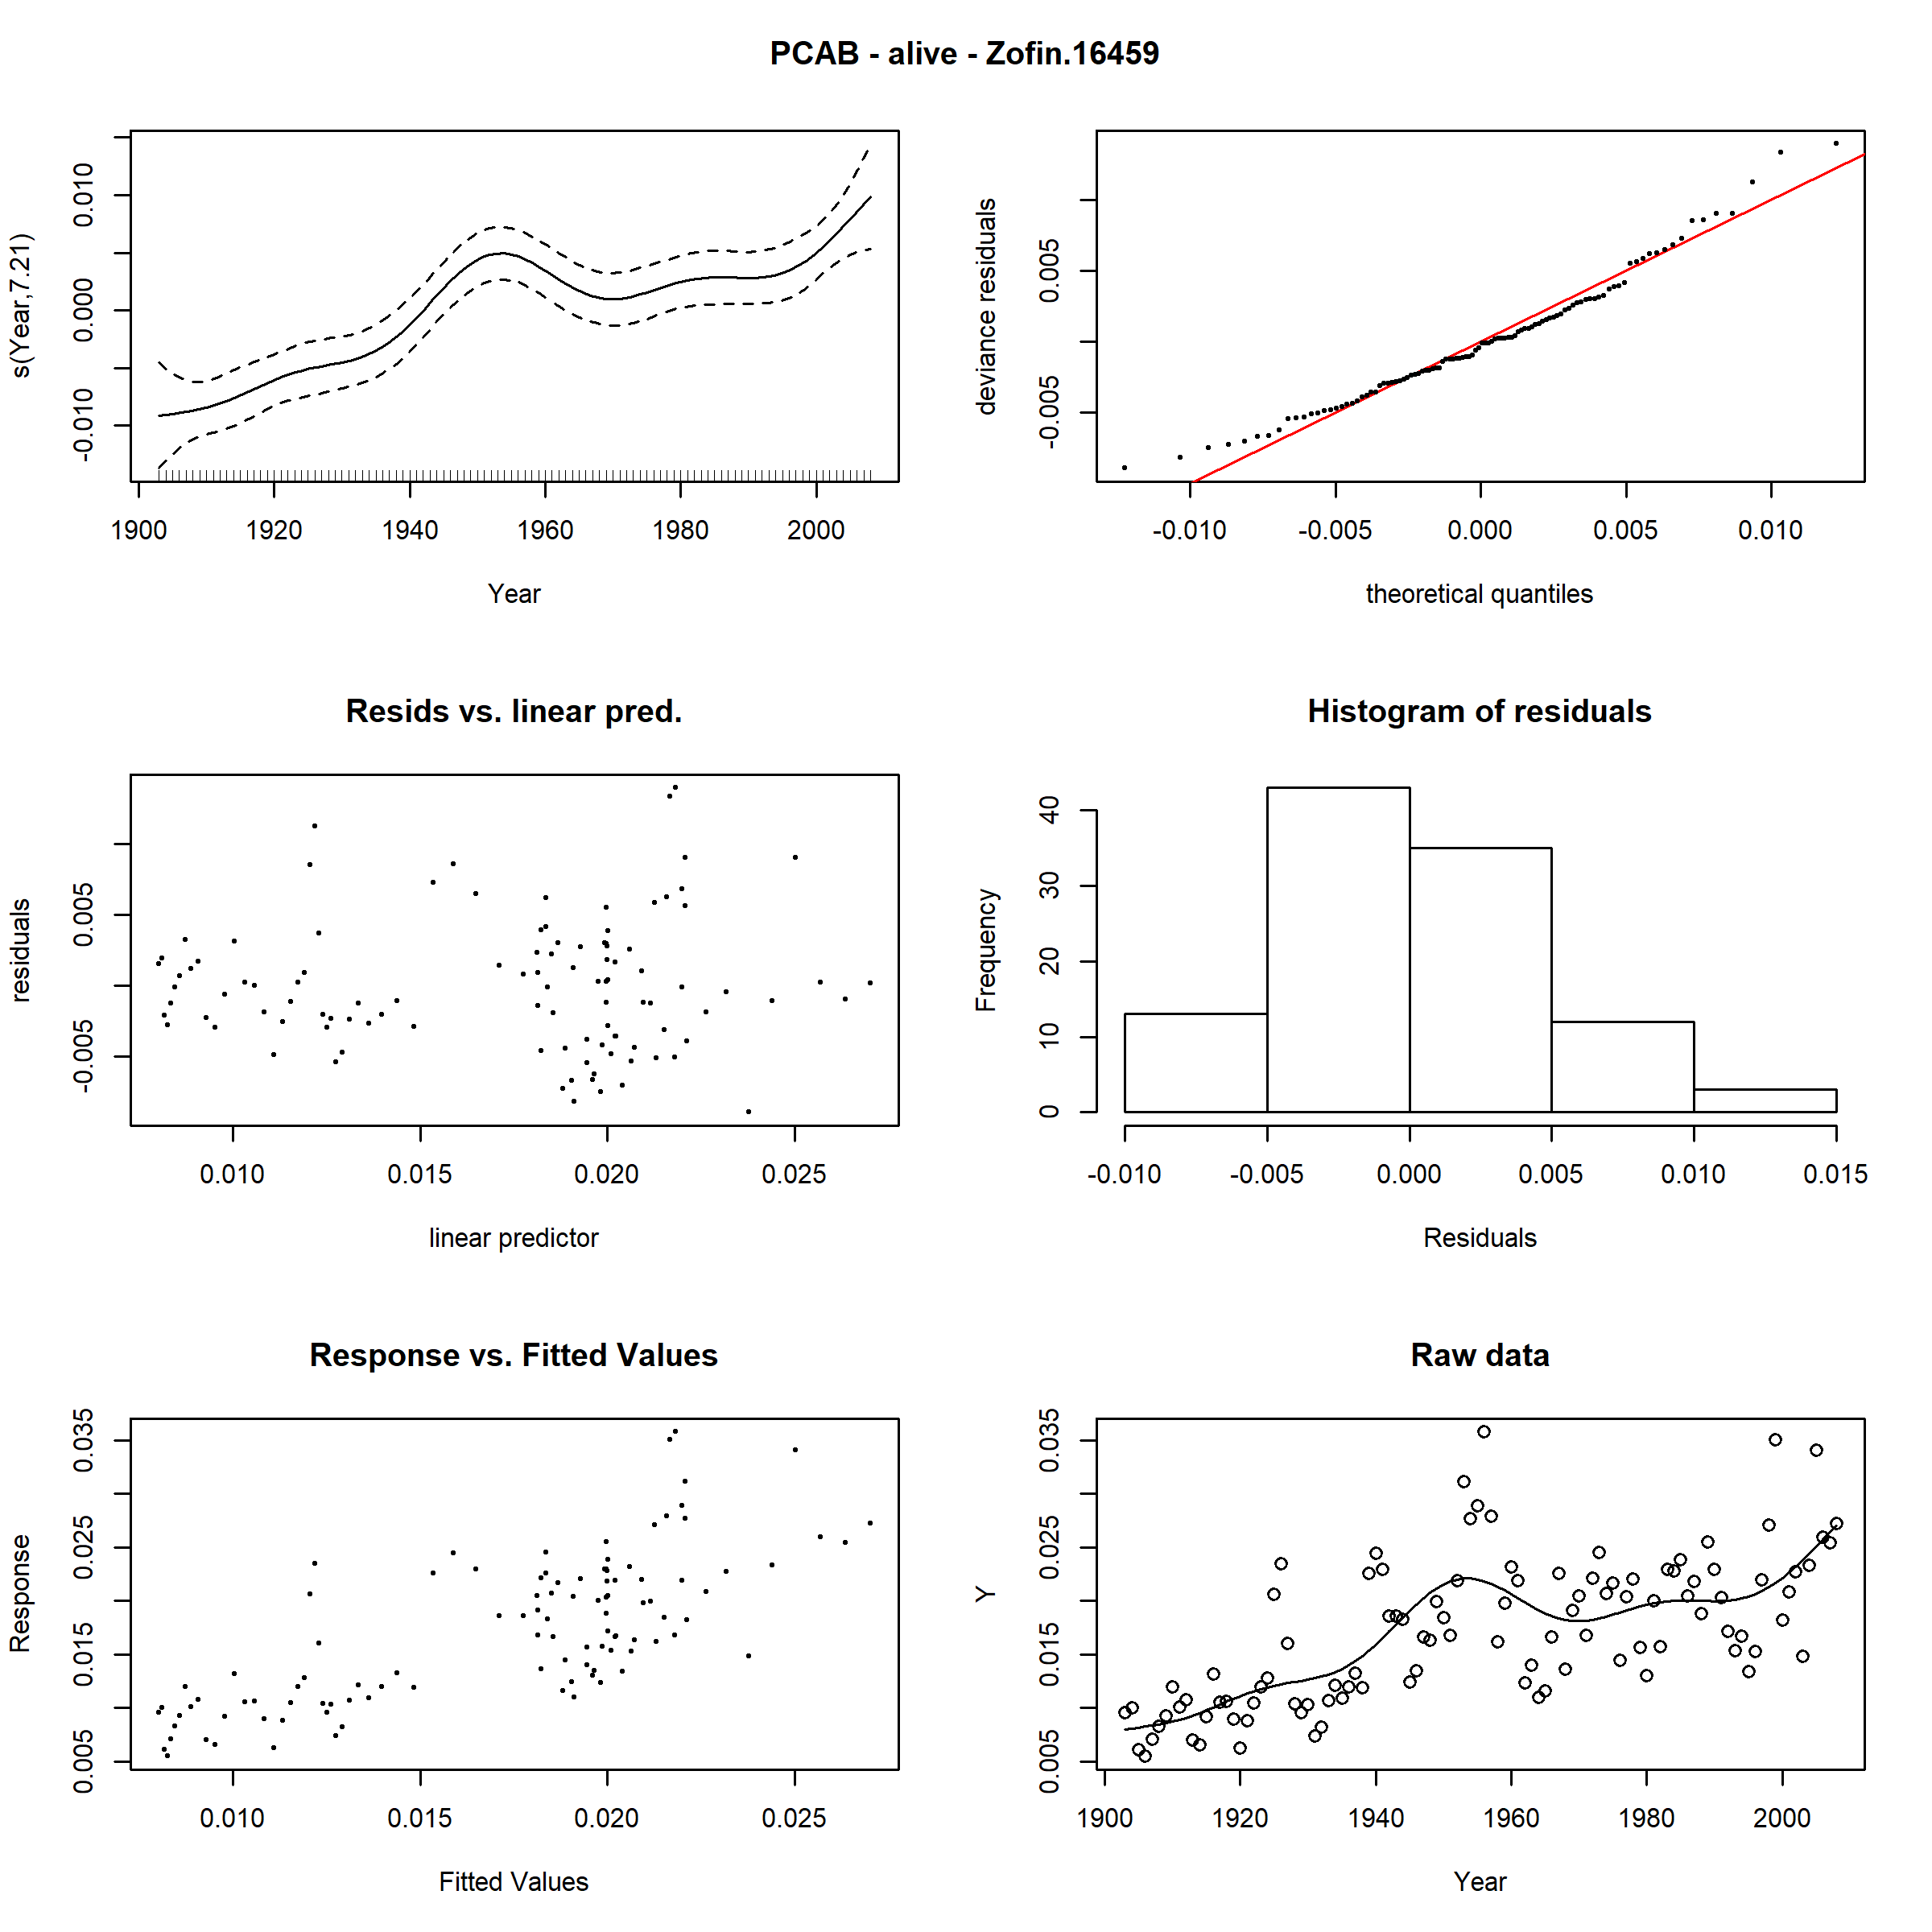 PCAB - alive - Zofin.16459
s(Year,7.21)
-0.010 0.000 0.010
1900 1920 1940 1960 1980 2000
Year
deviance residuals
-0.005 0.005
-0.010 -0.005 0.000 0.005 0.010
theoretical quantiles
Resids vs. linear pred.
residuals
-0.005 0.005
0.010 0.015 0.020 0.025
linear predictor
Histogram of residuals
Frequency
0 10 20 30 40
-0.010 -0.005 0.000 0.005 0.010 0.015
Residuals
Response vs. Fitted Values
Response
0.005 0.015 0.025 0.035
0.010 0.015 0.020 0.025
Fitted Values
Raw data
Y
0.005 0.015 0.025 0.035
1900 1920 1940 1960 1980 2000
Year